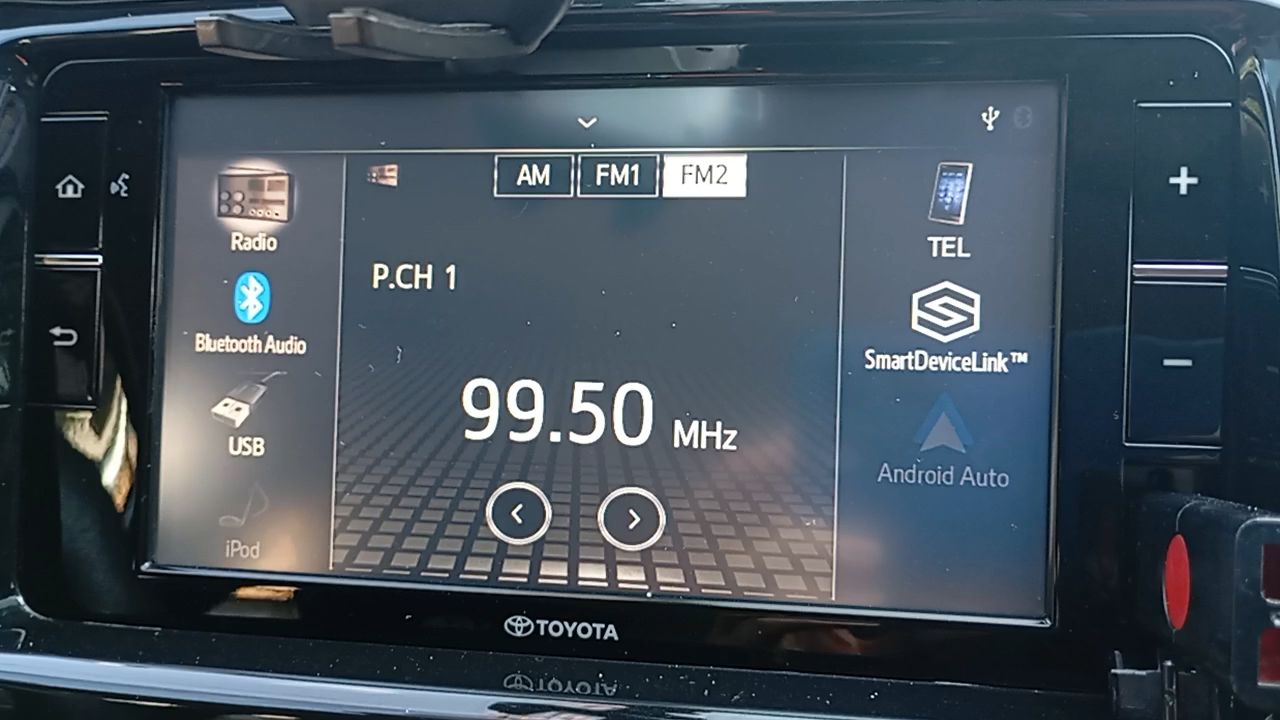 AM FM1 FM2
Radio
TEL
P.CH 1
Bluetooth Audio
SmartDeviceLink™
99.50 MHz
USB
Android Auto
iPod
TOYOTA